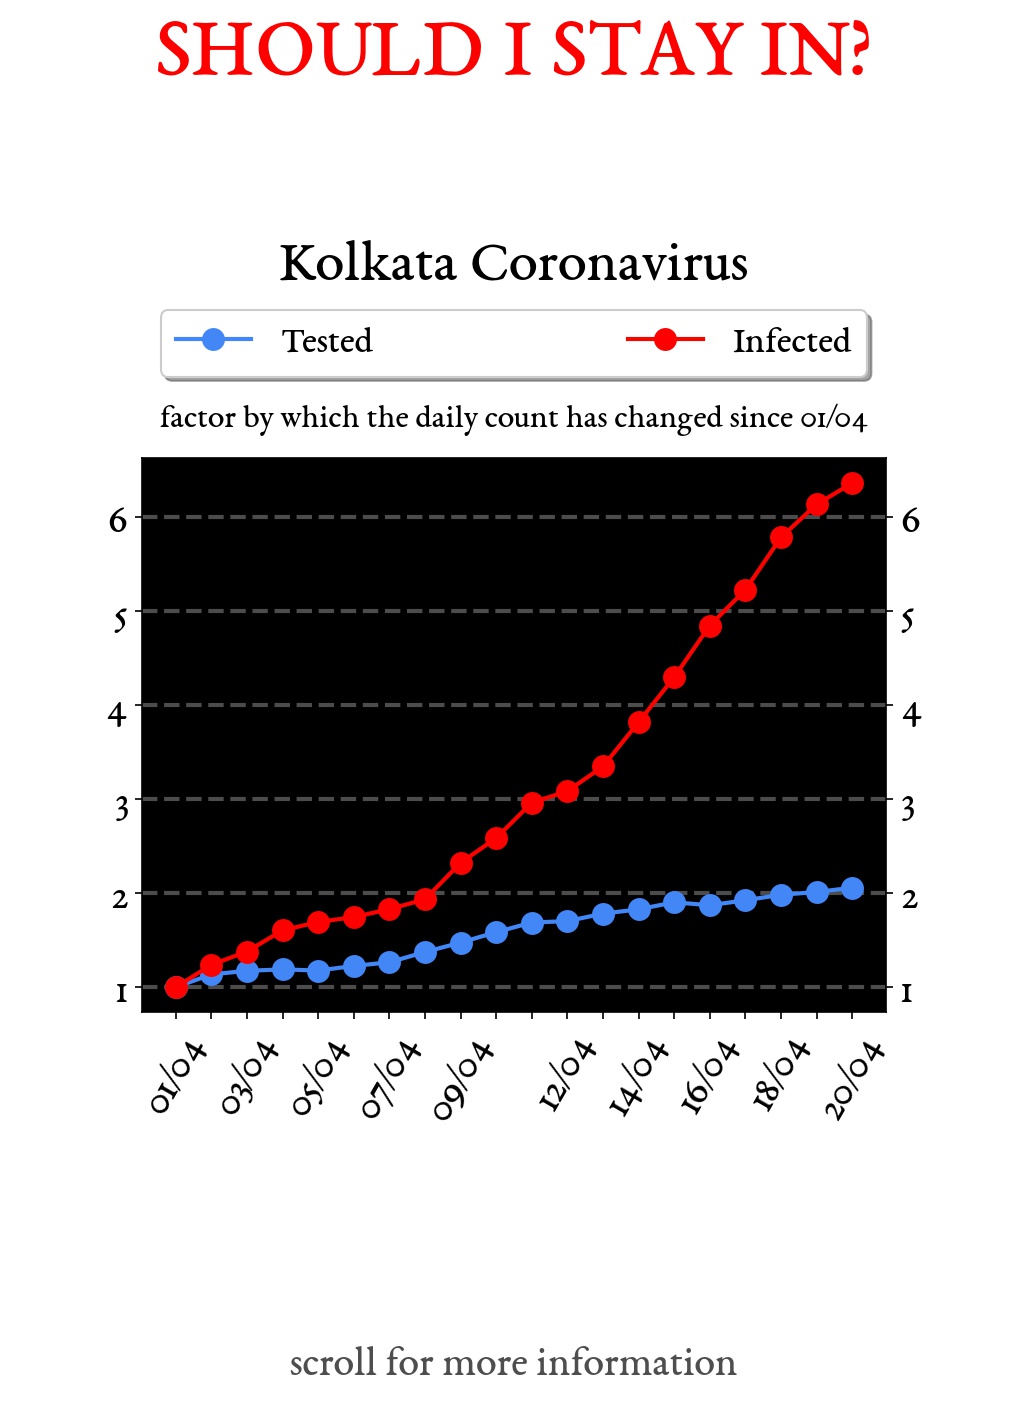 SHOULD I STAY IN?
Kolkata Coronavirus
Tested
Infected
factor by which the daily count has changed since 01/04
6 6
5 5
4 4
3 3
2 2
1 1
01/04 03/04 05/04 07/04 09/04 12/04 14/04 16/04 18/04 20/04
scroll for more information